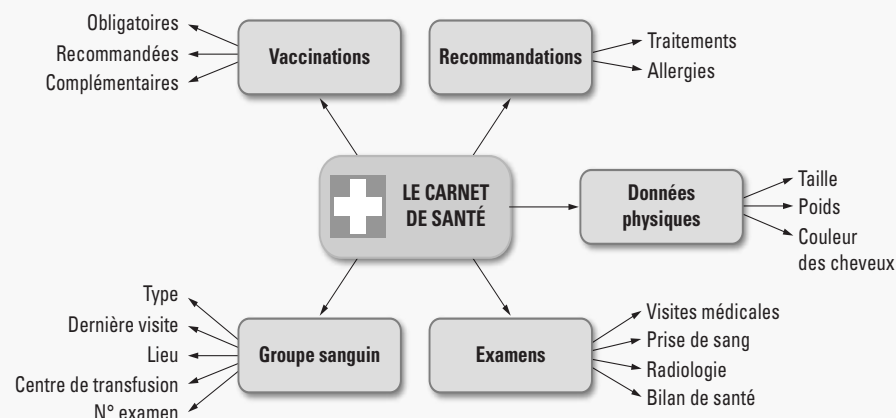 Obligatoires
Recommandées
Complémentaires
Vaccinations
Recommandations
Traitements
Allergies
LE CARNET
DE SANTÉ
Données
physiques
Taille
Poids
Couleur
des cheveux
Type
Dernière visite
Lieu
Centre de transfusion
N° examen
Groupe sanguin
Examens
Visites médicales
Prise de sang
Radiologie
Bilan de santé